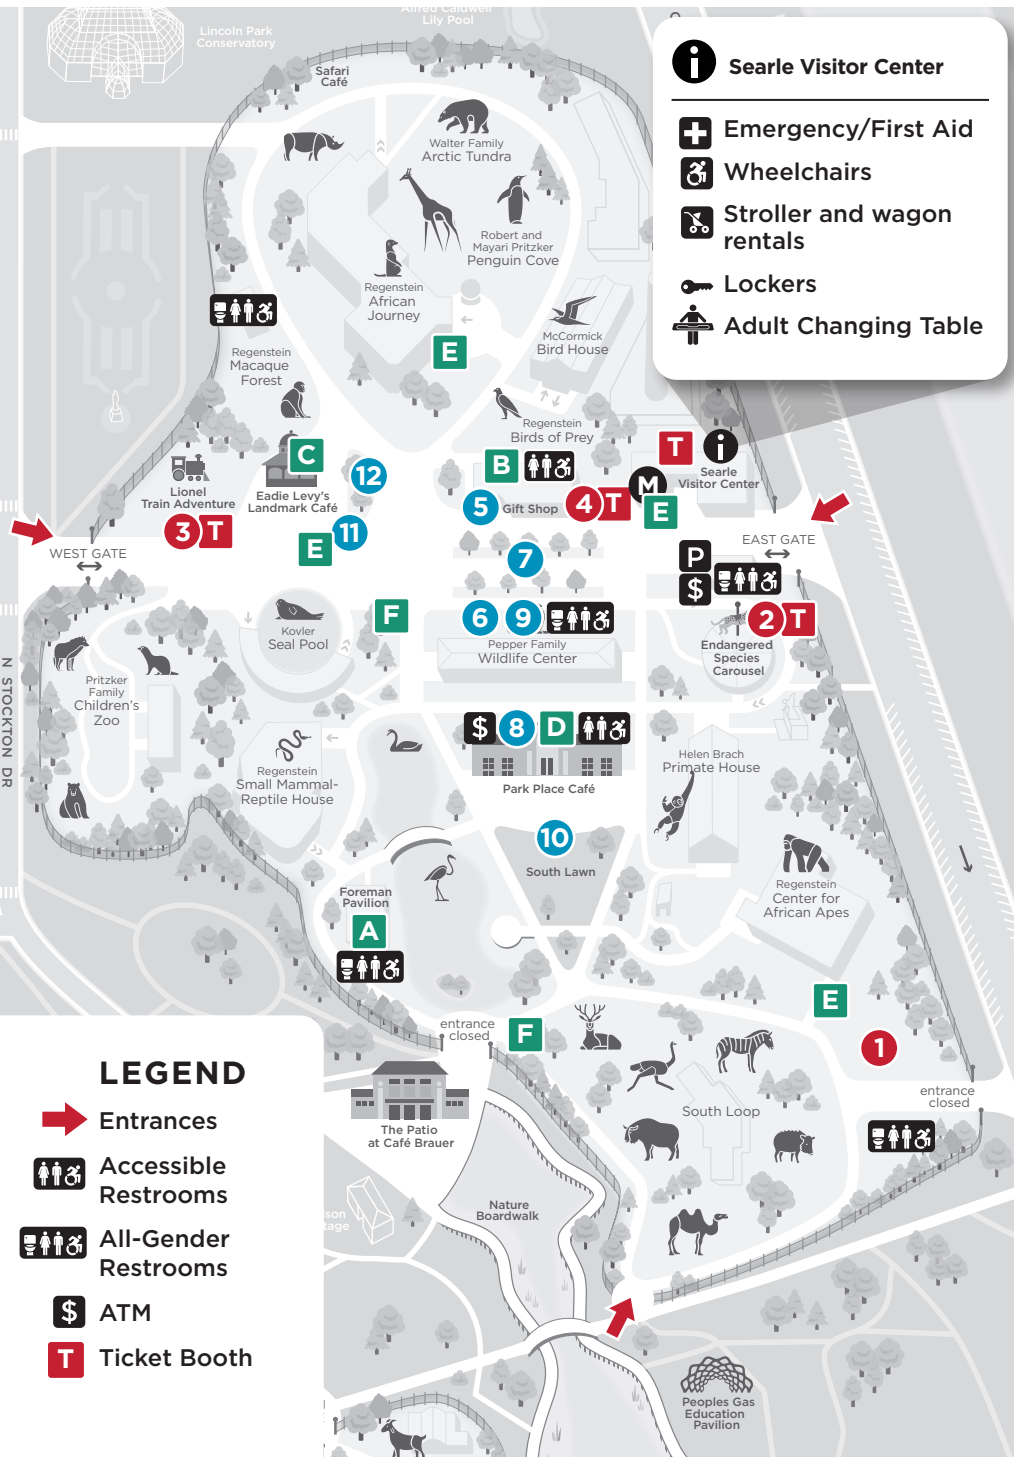 Alfred Caldwell
Lily Pool
Lincoln Park
Conservatory
Safari
Café
Walter Family
Arctic Tundra
Robert and
Mayari Pritzker
Penguin Cove
Regenstein
African
Journey
McCormick
Bird House
E
Regenstein
Macaque
Forest
Regenstein
Birds of Prey
i
Searle Visitor Center
Emergency/First Aid
Wheelchairs
Stroller and wagon
rentals
Lockers
Adult Changing Table
T
i
Searle
Visitor Center
C
B
12
M
Lionel
Train Adventure
Eadie Levy's
Landmark Café
5
Gift Shop
4
T
E
3
T
11
E
WEST GATE
EAST GATE
7
P
$
F
6
9
2
T
Kovler
Seal Pool
Pepper Family
Wildlife Center
Endangered
Species
Carousel
N STOCKTON DR
Pritzker
Family
Children's
Zoo
$
8
D
Regenstein
Small Mammal-
Reptile House
Park Place Café
Helen Brach
Primate House
10
South Lawn
Foreman
Pavilion
A
Regenstein
Center for
African Apes
E
F
entrance
closed
1
entrance
closed
The Patio
at Café Brauer
South Loop
Nature
Boardwalk
son
tage
Peoples Gas
Education
Pavilion
LEGEND
Entrances
Accessible
Restrooms
All-Gender
Restrooms
$
ATM
T
Ticket Booth